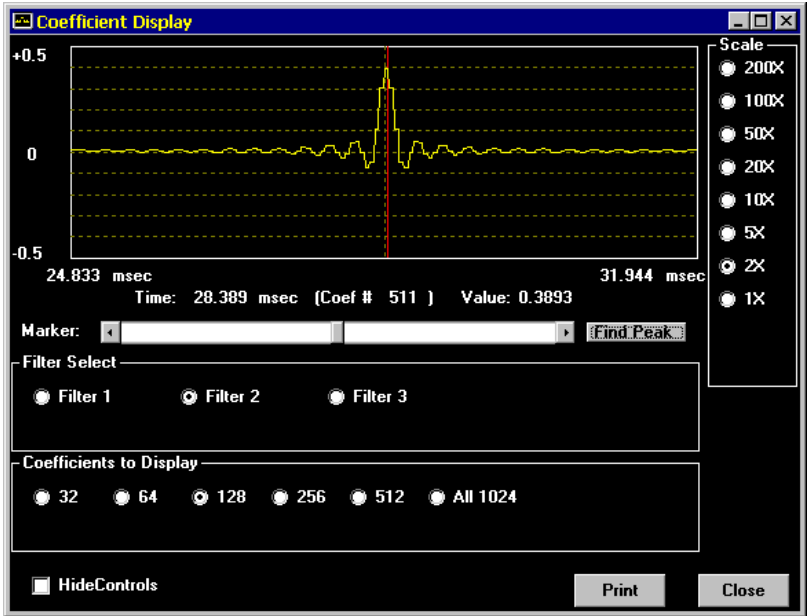 Coefficient Display
+0.5
0
-0.5
24.833 msec
31.944 msec
Time: 28.389 msec (Coef # 511 ) Value: 0.3893
Marker:
Find Peak
Scale
200X
100X
50X
20X
10X
5X
2X
1X
Filter Select
Filter 1
Filter 2
Filter 3
Coefficients to Display
32
64
128
256
512
All 1024
HideControls
Print
Close